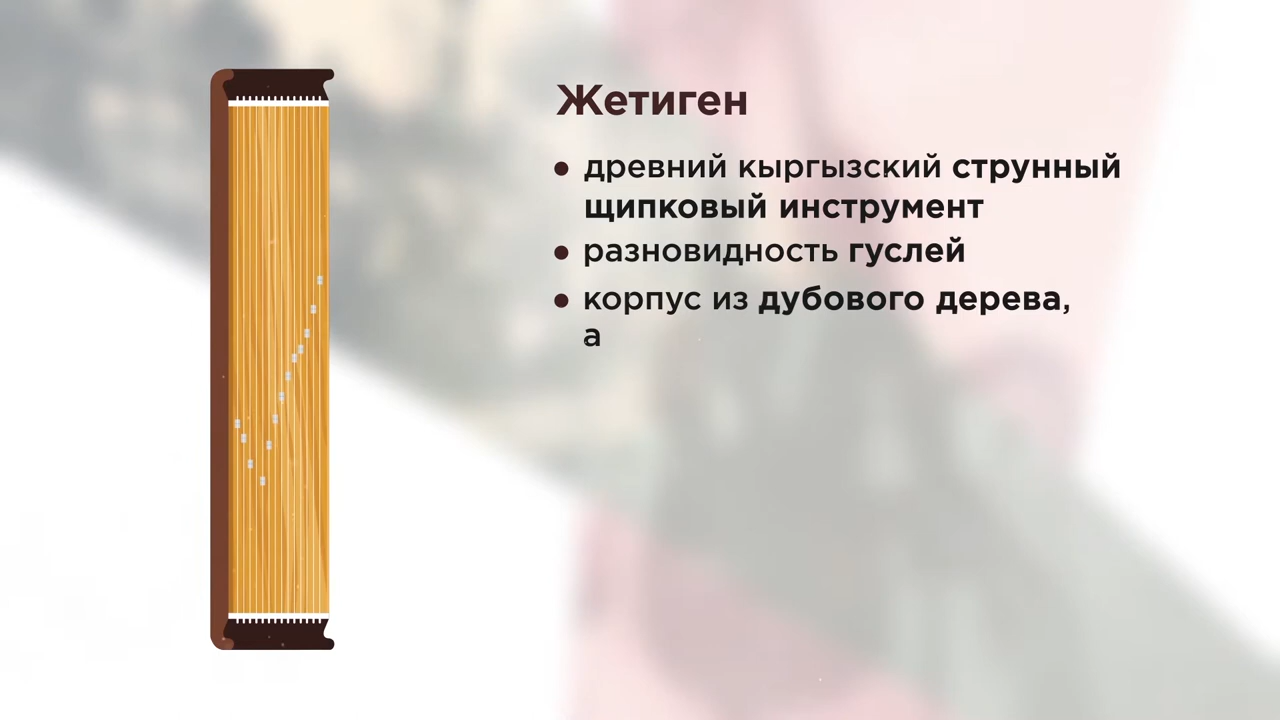 Жетиген
• древний кыргызский струнный
щипковый инструмент
• разновидность гуслей
• корпус из дубового дерева,
а